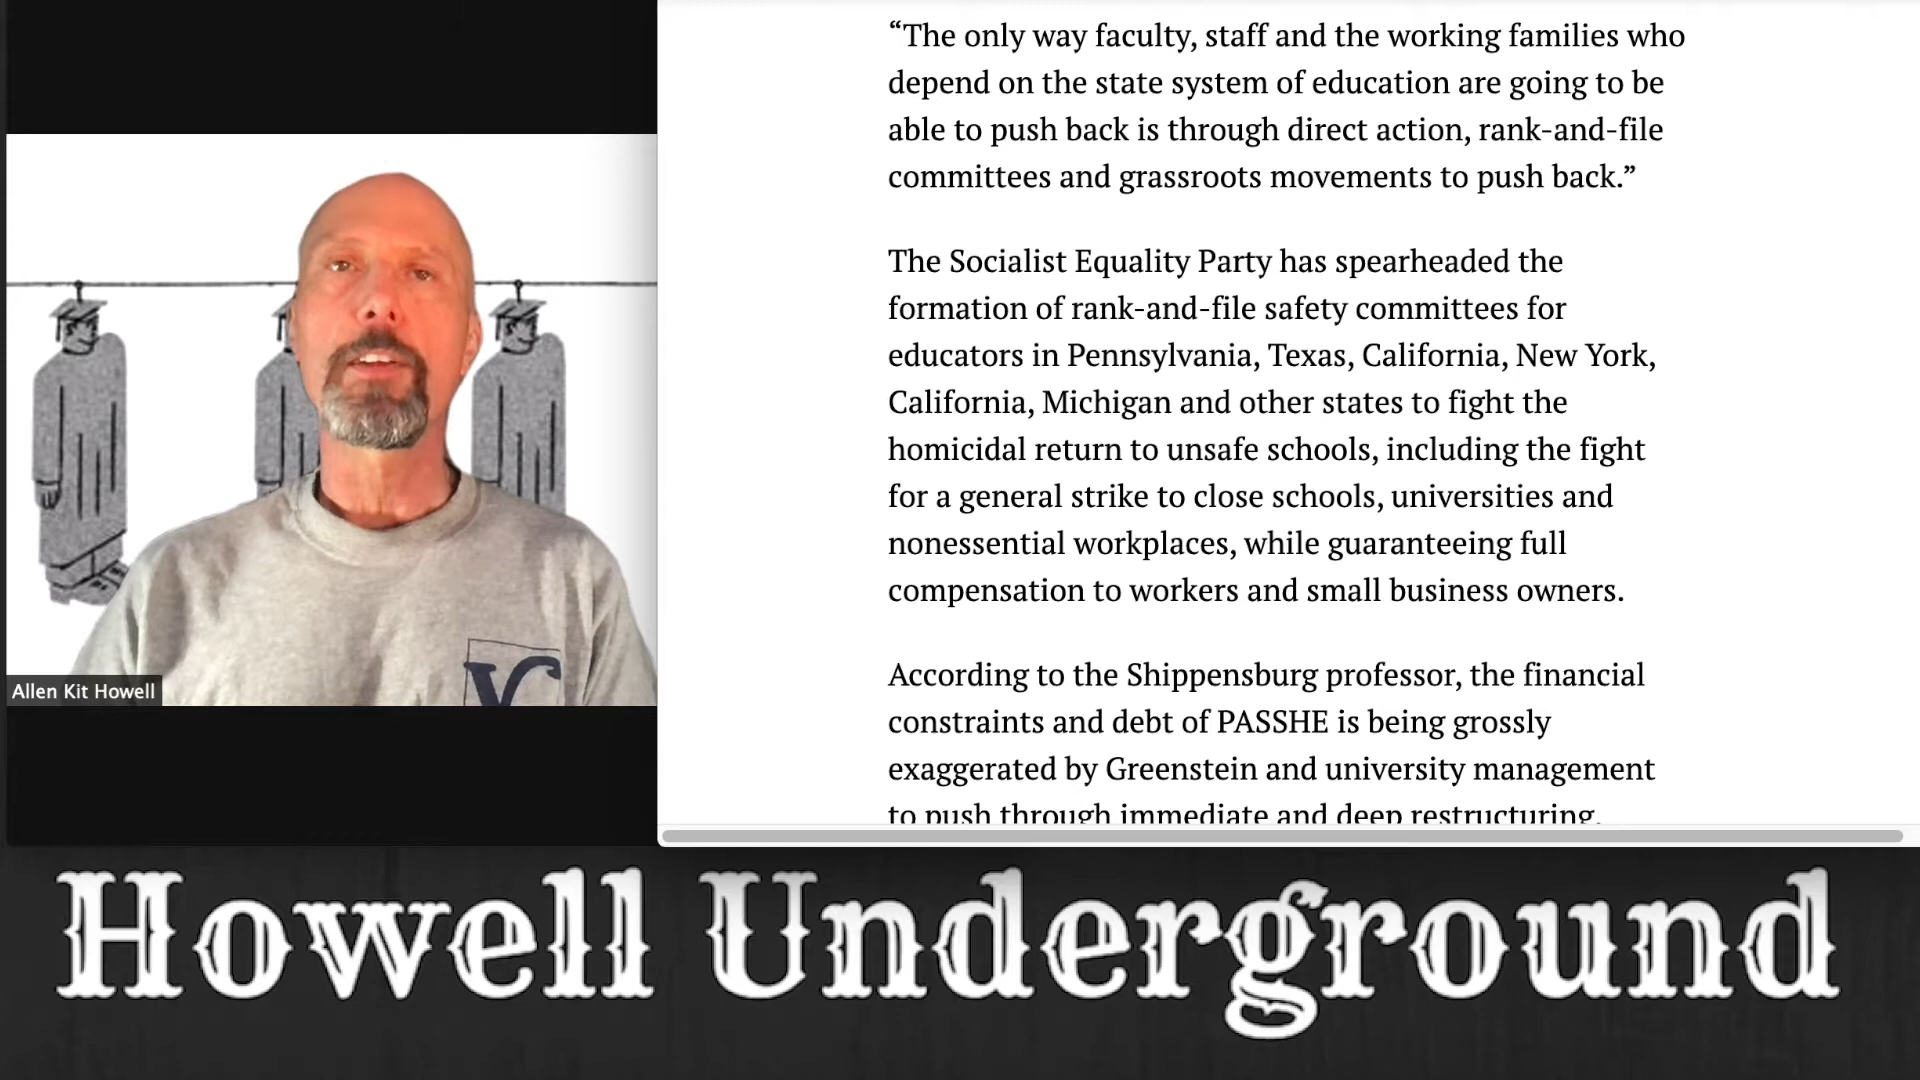 “The only way faculty, staff and the working families who
depend on the state system of education are going to be
able to push back is through direct action, rank-and-file
committees and grassroots movements to push back.”
The Socialist Equality Party has spearheaded the
formation of rank-and-file safety committees for
educators in Pennsylvania, Texas, California, New York,
California, Michigan and other states to fight the
homicidal return to unsafe schools, including the fight
for a general strike to close schools, universities and
nonessential workplaces, while guaranteeing full
compensation to workers and small business owners.
According to the Shippensburg professor, the financial
constraints and debt of PASSHE is being grossly
exaggerated by Greenstein and university management
to push through immediate and deep restructuring.
Allen Kit Howell
Howell Underground